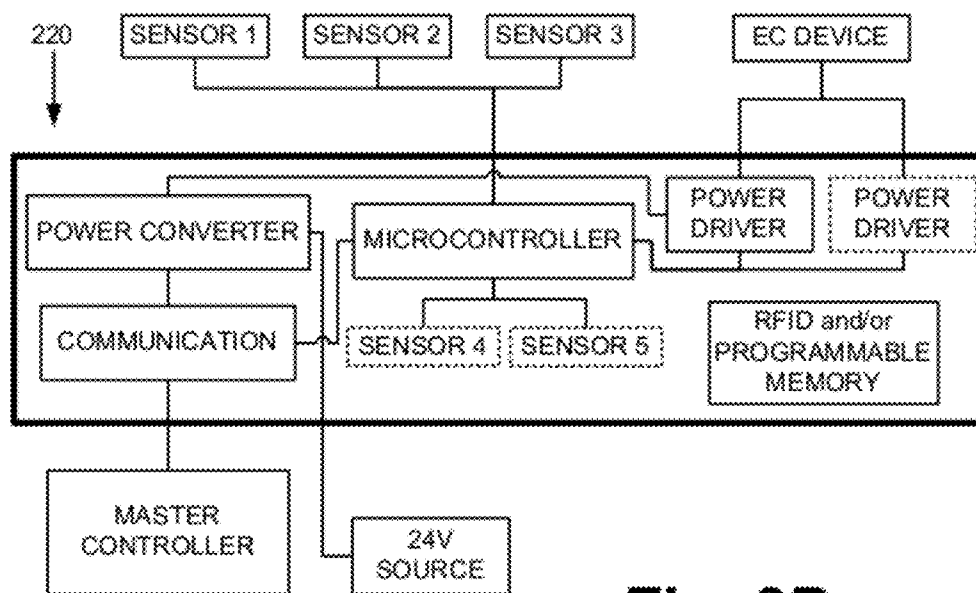 220
SENSOR 1
SENSOR 2
SENSOR 3
EC DEVICE
POWER CONVERTER
MICROCONTROLLER
POWER
DRIVER
POWER
DRIVER
COMMUNICATION
SENSOR 4
SENSOR 5
RFID and/or
PROGRAMMABLE
MEMORY
MASTER
CONTROLLER
24V
SOURCE